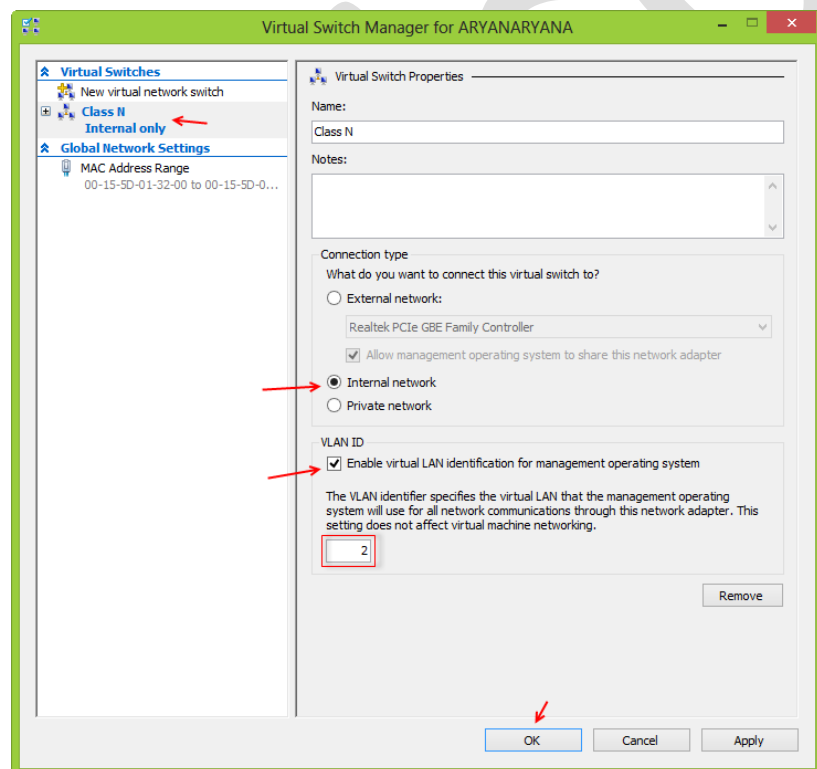 Virtual Switch Manager for ARYANARYANA
Virtual Switches
New virtual network switch
Class N
Internal only
Global Network Settings
MAC Address Range
00-15-5D-01-32-00 to 00-15-5D-0...
Virtual Switch Properties
Name:
Class N
Notes:
Connection type
What do you want to connect this virtual switch to?
External network:
Realtek PCIe GBE Family Controller
Allow management operating system to share this network adapter
Internal network
Private network
VLAN ID
Enable virtual LAN identification for management operating system
The VLAN identifier specifies the virtual LAN that the management operating
system will use for all network communications through this network adapter. This
setting does not affect virtual machine networking.
2
Remove
OK
Cancel
Apply